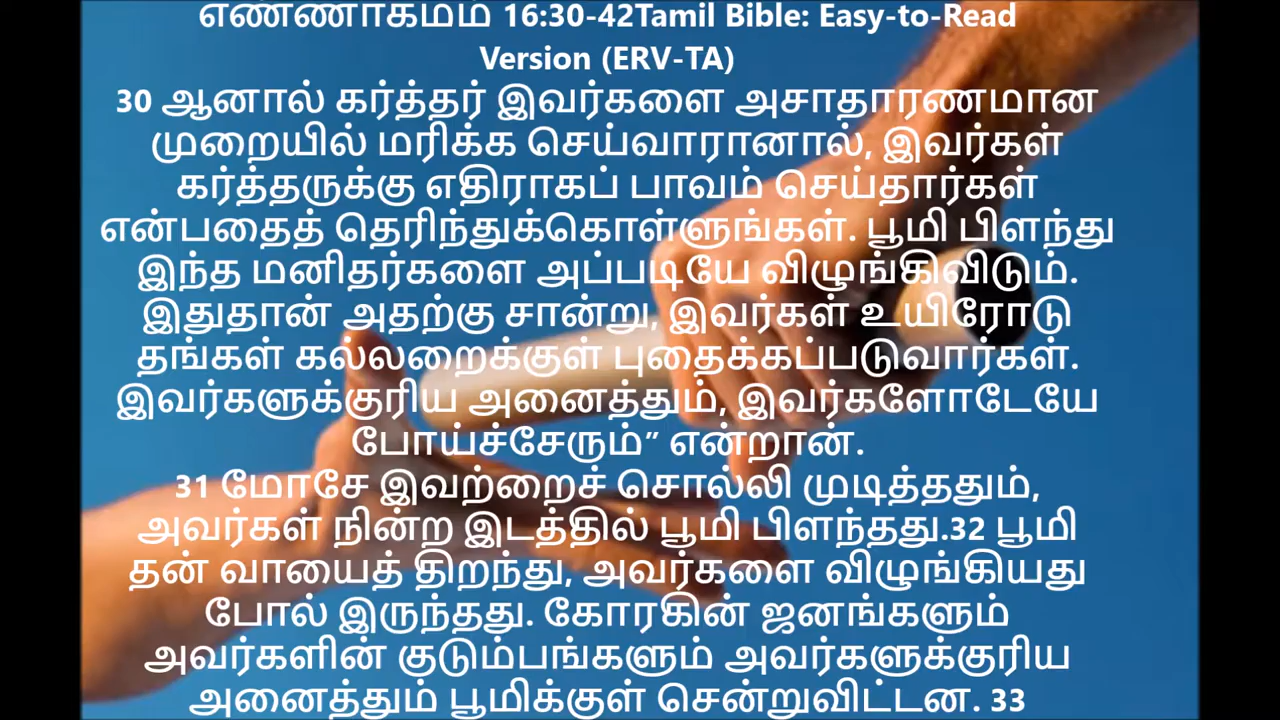 எண்ணாகமம் 16:30-42Tamil Bible: Easy-to-Read
Version (ERV-TA)
30 ஆனால் கர்த்தர் இவர்களை அசாதாரணமான
முறையில் மரிக்க செய்வாரானால், இவர்கள்
கர்த்தருக்கு எதிராகப் பாவம் செய்தார்கள்
என்பதைத் தெரிந்துக்கொள்ளுங்கள். பூமி பிளந்து
இந்த மனிதர்களை அப்படியே விழுங்கிவிடும்.
இதுதான் அதற்கு சான்று, இவர்கள் உயிரோடு
தங்கள் கல்லறைக்குள் புதைக்கப்படுவார்கள்.
இவர்களுக்குரிய அனைத்தும், இவர்களோடேயே
போய்ச்சேரும்” என்றான்.
31 மோசே இவற்றைச் சொல்லி முடித்ததும்,
அவர்கள் நின்ற இடத்தில் பூமி பிளந்தது.32 பூமி
தன் வாயைத் திறந்து, அவர்களை விழுங்கியது
போல் இருந்தது. கோரகின் ஜனங்களும்
அவர்களின் குடும்பங்களும் அவர்களுக்குரிய
அனைத்தும் பூமிக்குள் சென்றுவிட்டன. 33